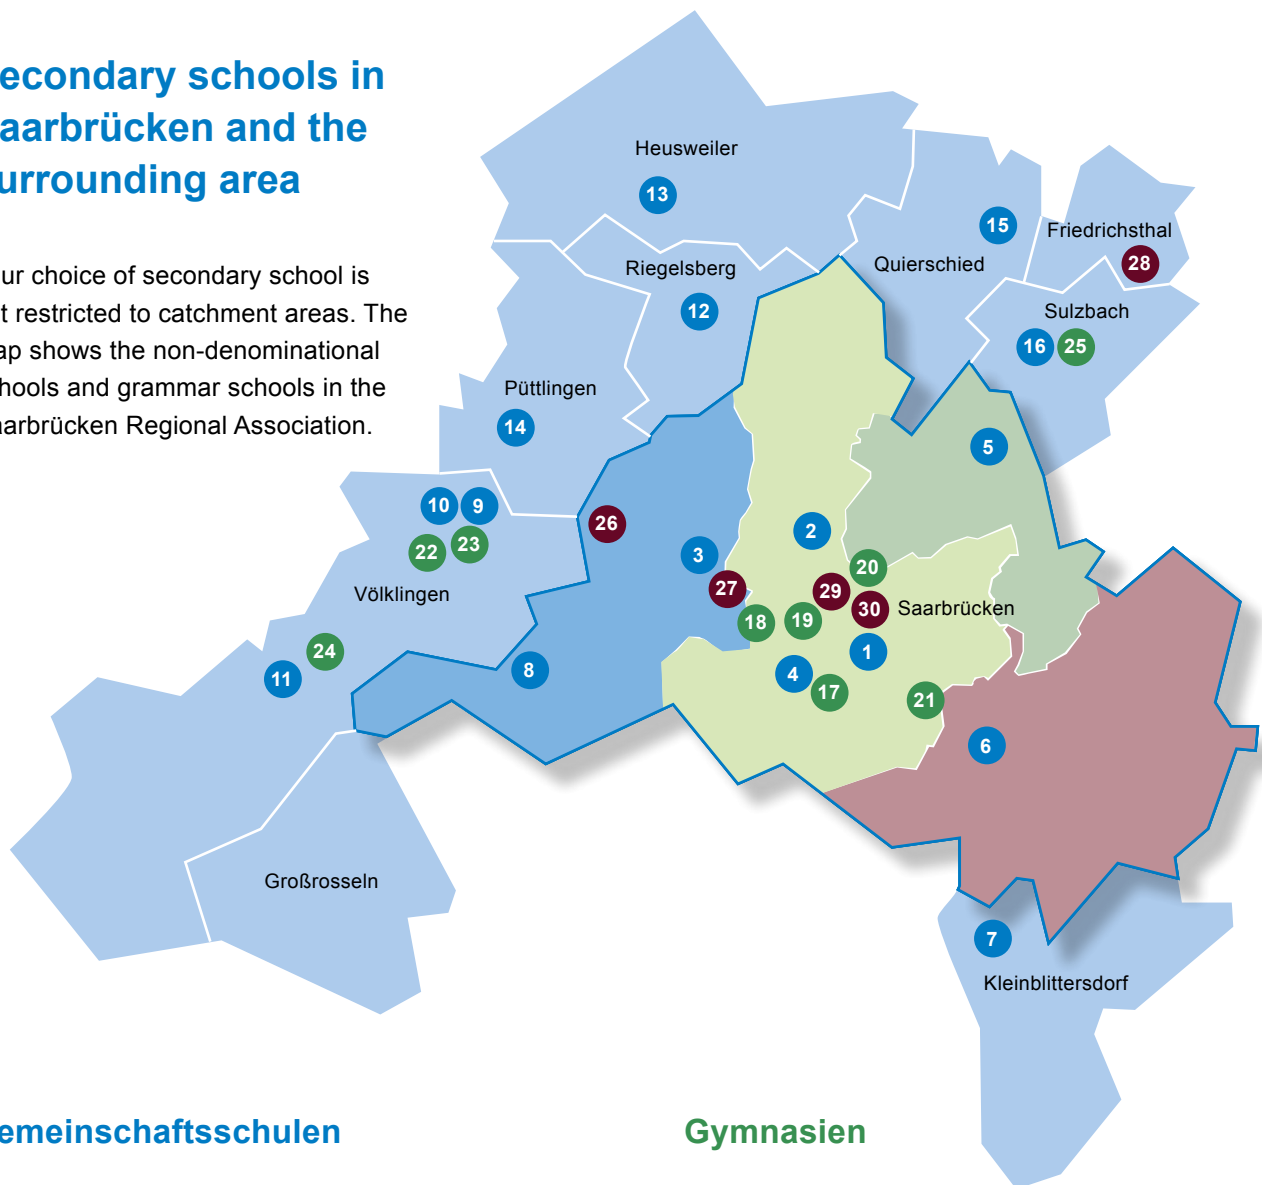 econdary schools in
aarbrücken and the
urrounding area
ur choice of secondary school is
t restricted to catchment areas. The
ap shows the non-denominational
hools and grammar schools in the
aarbrücken Regional Association.
Heusweiler
13
15
Friedrichsthal
28
Quierschied
Riegelsberg
12
Sulzbach
16 25
Püttlingen
14
5
10 9
26
2
22 23
3
20
27
29
30
Saarbrücken
Völklingen
18
19
24
1
11
8
4
17
21
6
Großrosseln
7
Kleinblittersdorf
emeinschaftsschulen
Gymnasien